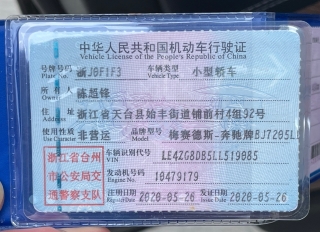 中华人民共和国机动车行驶证
Vehicle License of the People's Republic of China
号牌号码 浙J0F1F3 车辆类型 小型轿车
Plate No. Vehicle Type
所有人 陈超锋
Owner
住址 浙江省天台县始丰街道铺前村4组92号
Address
使用性质 非营运 品牌型号 梅赛德斯-奔驰牌BJ7205LL
Use Character Model
浙江省台州 车辆识别代号 LE4ZG8DB5LL519085
VIN
市公安局交 发动机号码 10479179
Engine No.
通警察支队 注册日期 2020-05-26 发证日期 2020-05-26
Register Date Issue Date